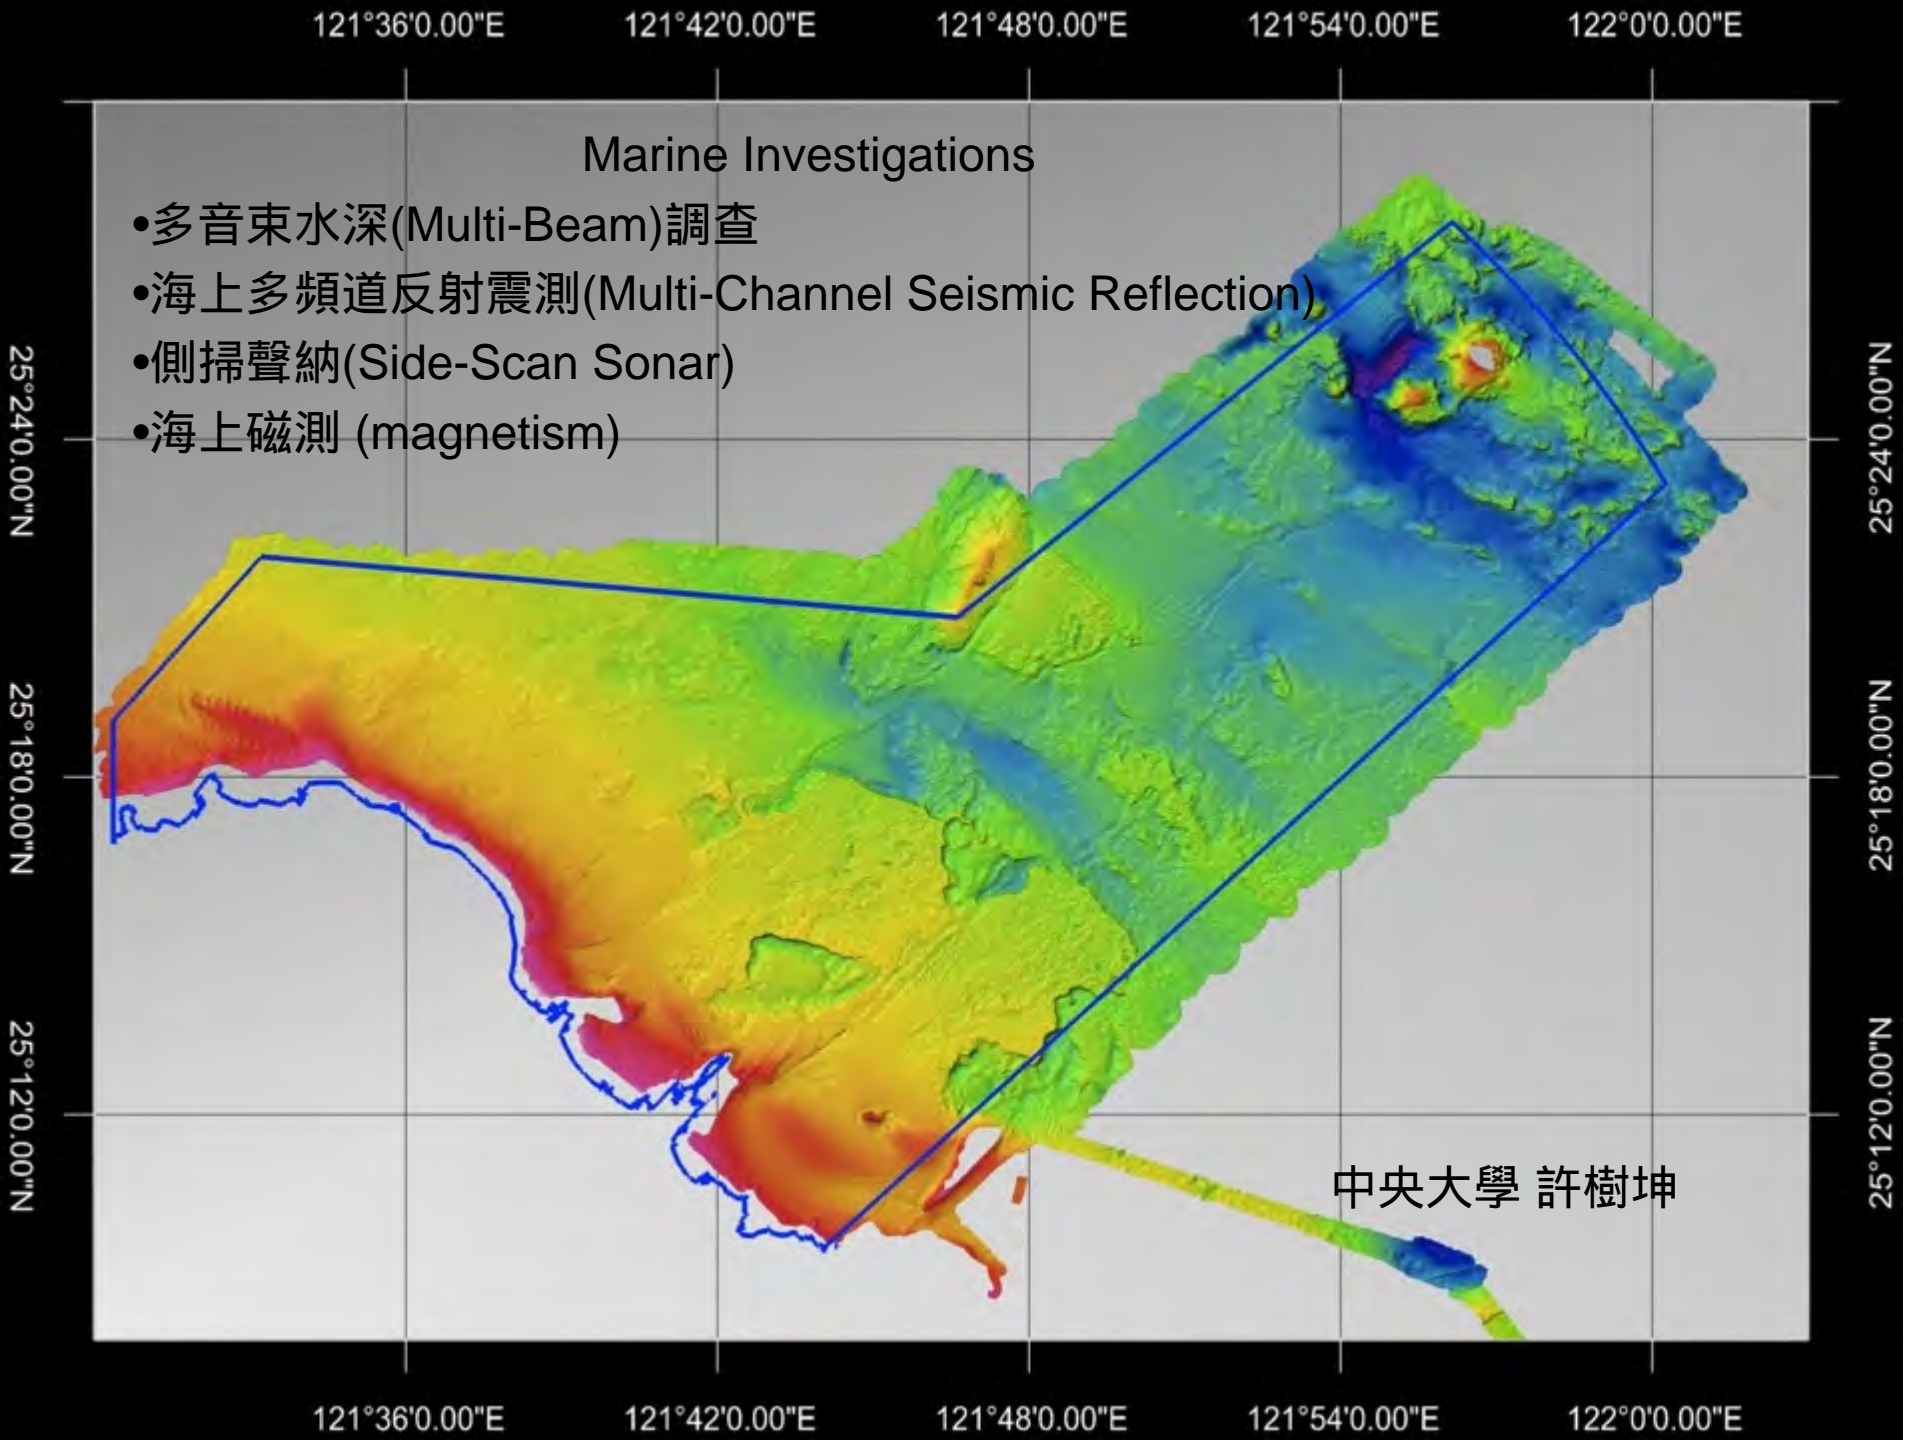 121°36'0.00"E 121°42'0.00"E 121°48'0.00"E 121°54'0.00"E 122°0'0.00"E
Marine Investigations
•多音束水深(Multi-Beam)調查
•海上多頻道反射震測(Multi-Channel Seismic Reflection)
•側掃聲納(Side-Scan Sonar)
•海上磁測 (magnetism)
25°24'0.00"N 25°24'0.00"N
25°18'0.00"N 25°18'0.00"N
25°12'0.00"N 25°12'0.00"N
中央大學 許樹坤
121°36'0.00"E 121°42'0.00"E 121°48'0.00"E 121°54'0.00"E 122°0'0.00"E